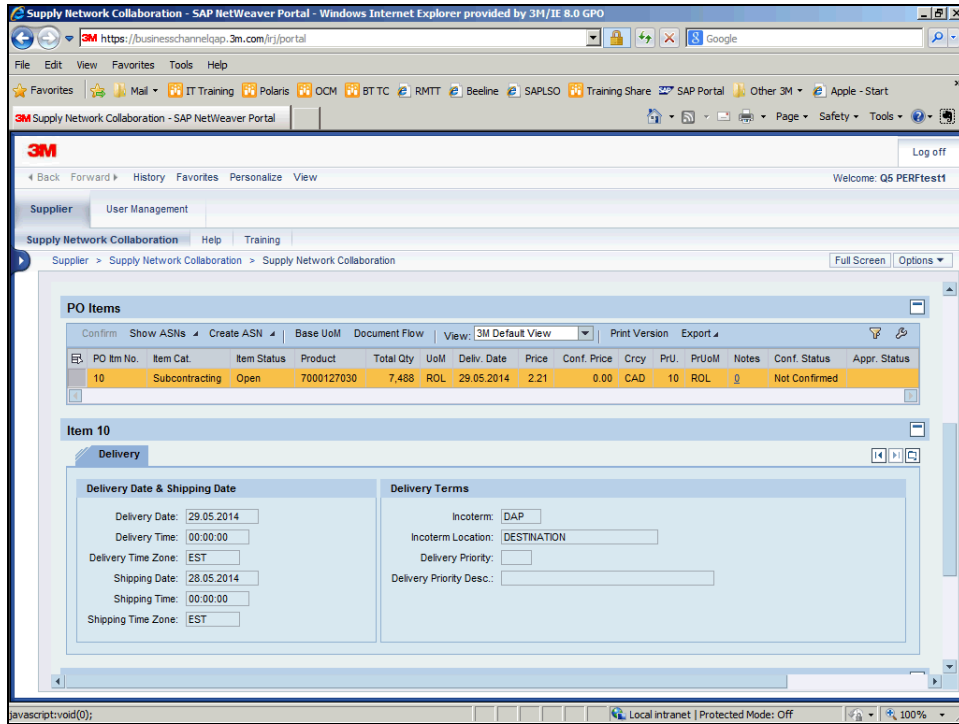 Supply Network Collaboration - SAP NetWeaver Portal - Windows Internet Explorer provided by 3M/IE 8.0 GPO
3M https://businesschannelqap.3m.com/irj/portal
Google
File Edit View Favorites Tools Help
Favorites Mail IT Training Polaris OCM BT TC RMTT Beeline SAPLSO Training Share SAP Portal Other 3M Apple - Start
3M Supply Network Collaboration - SAP NetWeaver Portal
Page Safety Tools
3M
Log off
Back Forward History Favorites Personalize View
Welcome: Q5 PERFtest1
Supplier User Management
Supply Network Collaboration Help Training
Supplier > Supply Network Collaboration > Supply Network Collaboration
Full Screen Options
PO Items
Confirm Show ASNs Create ASN Base UoM Document Flow View: 3M Default View Print Version Export
PO Itm No. Item Cat. Item Status Product Total Qty UoM Deliv. Date Price Conf. Price Crcy PrU. PrUoM Notes Conf. Status Appr. Status
10 Subcontracting Open 7000127030 7,488 ROL 29.05.2014 2.21 0.00 CAD 10 ROL 0 Not Confirmed
Item 10
Delivery
Delivery Date & Shipping Date
Delivery Date: 29.05.2014
Delivery Time: 00:00:00
Delivery Time Zone: EST
Shipping Date: 28.05.2014
Shipping Time: 00:00:00
Shipping Time Zone: EST
Delivery Terms
Incoterm: DAP
Incoterm Location: DESTINATION
Delivery Priority:
Delivery Priority Desc.:
javascript:void(0);
Local intranet | Protected Mode: Off
100%